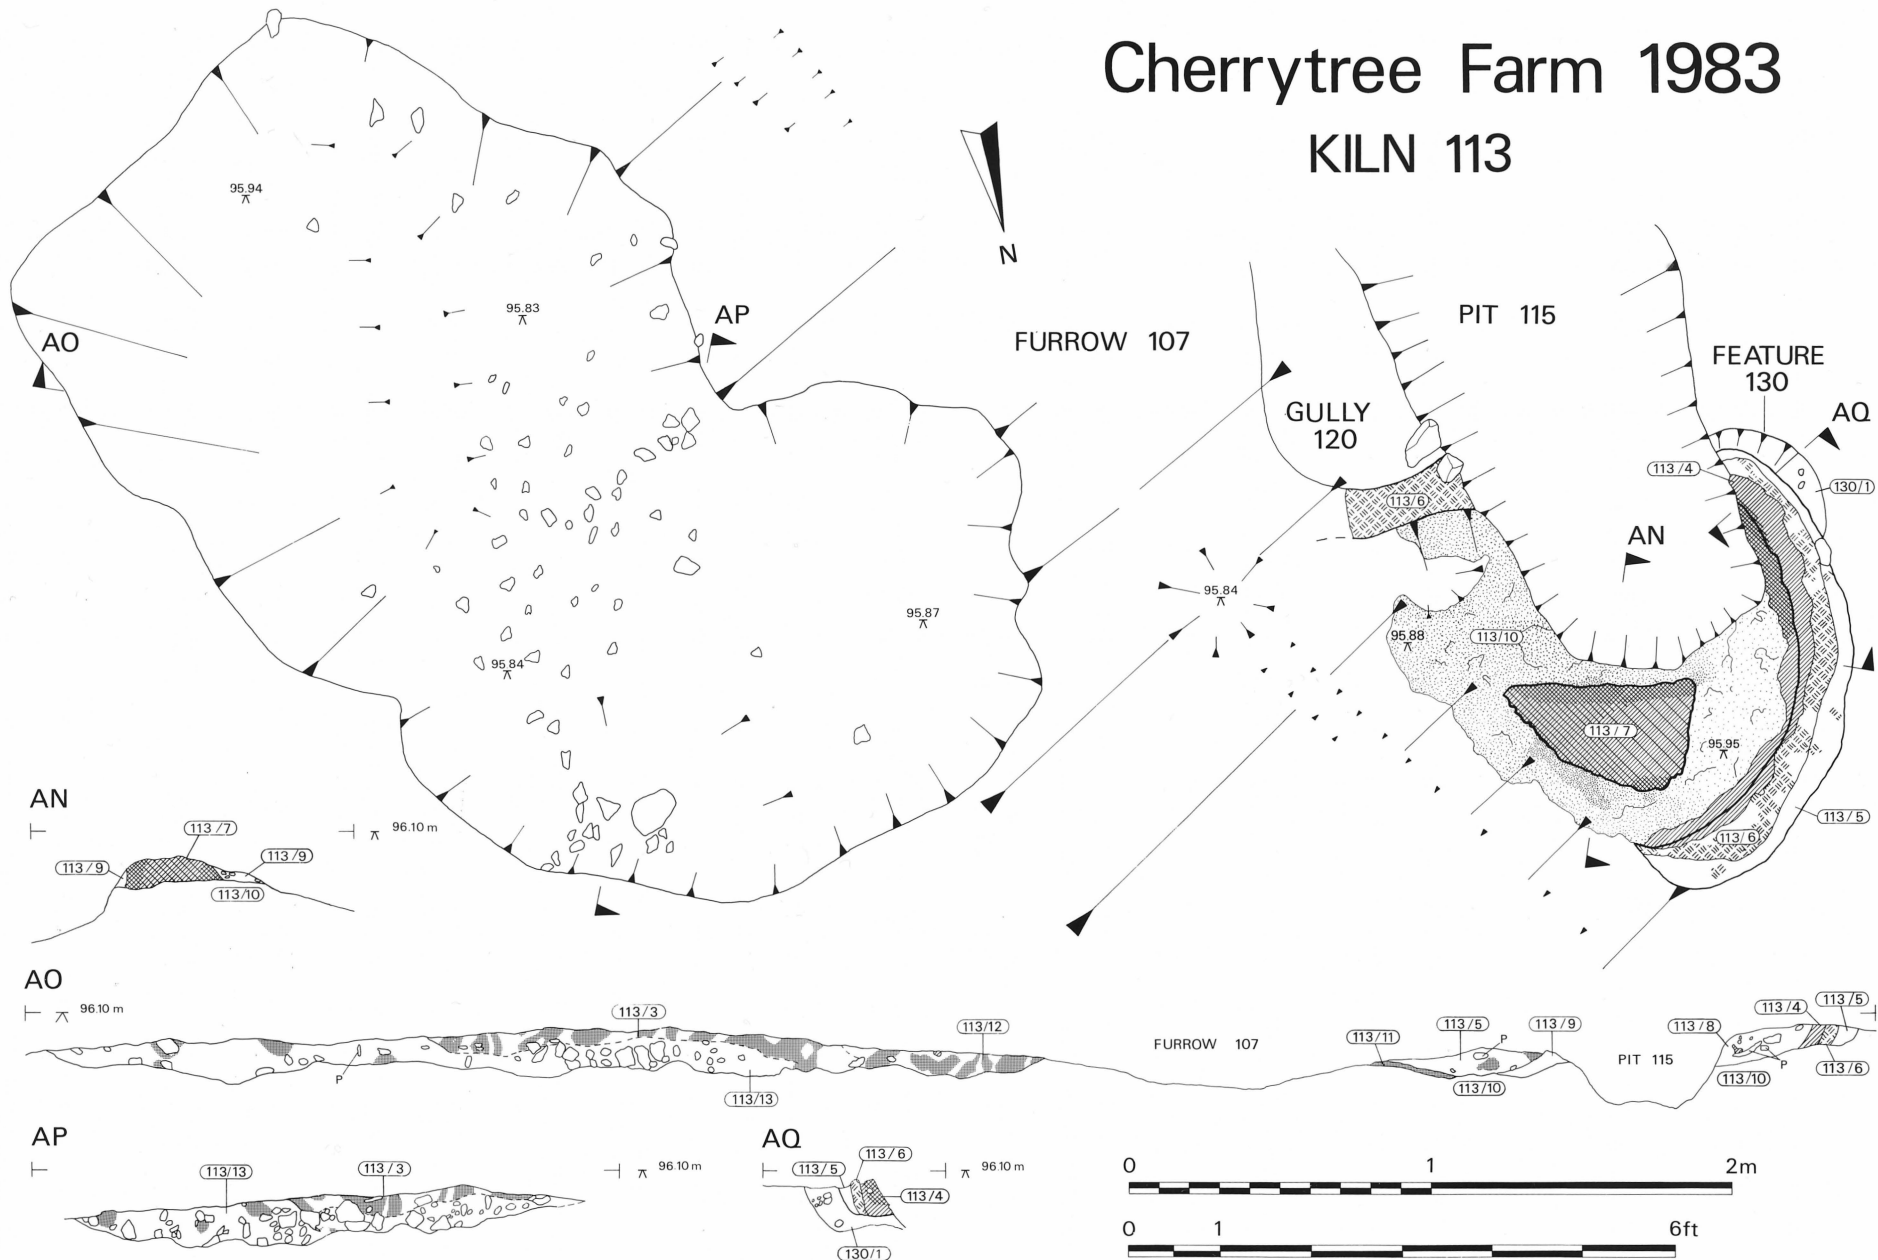 Cherrytree Farm 1983
KILN 113
N
95.94
95.83
AO
AP
FURROW 107
PIT 115
FEATURE
130
GULLY
120
AQ
113/4
130/1
113/6
AN
95.84
95.87
95.88
113/10
95.84
113/7
95.95
113/5
113/6
AN
96.10 m
113/7
113/9
113/9
113/10
AO
96.10 m
113/3
113/12
FURROW 107
113/11
113/5
113/9
113/8
113/4
113/5
P
P
P
PIT 115
113/10
113/10
113/6
113/13
AP
96.10 m
113/13
113/3
AQ
96.10 m
113/5
113/6
113/4
130/1
0 1 2m
0 1 6ft